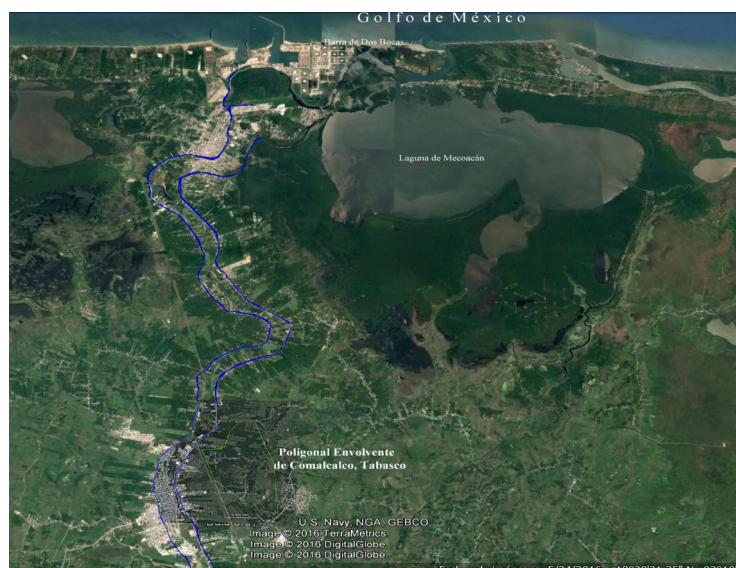 Golfo de México
Barra de Dos Bocas
Laguna de Mecoacán
Poligonal Envolvente
de Comalcalco, Tabasco
U.S. Navy, NGA, GEBCO
Image © 2016 TerraMetrics
Image © 2016 DigitalGlobe
Image © 2016 DigitalGlobe